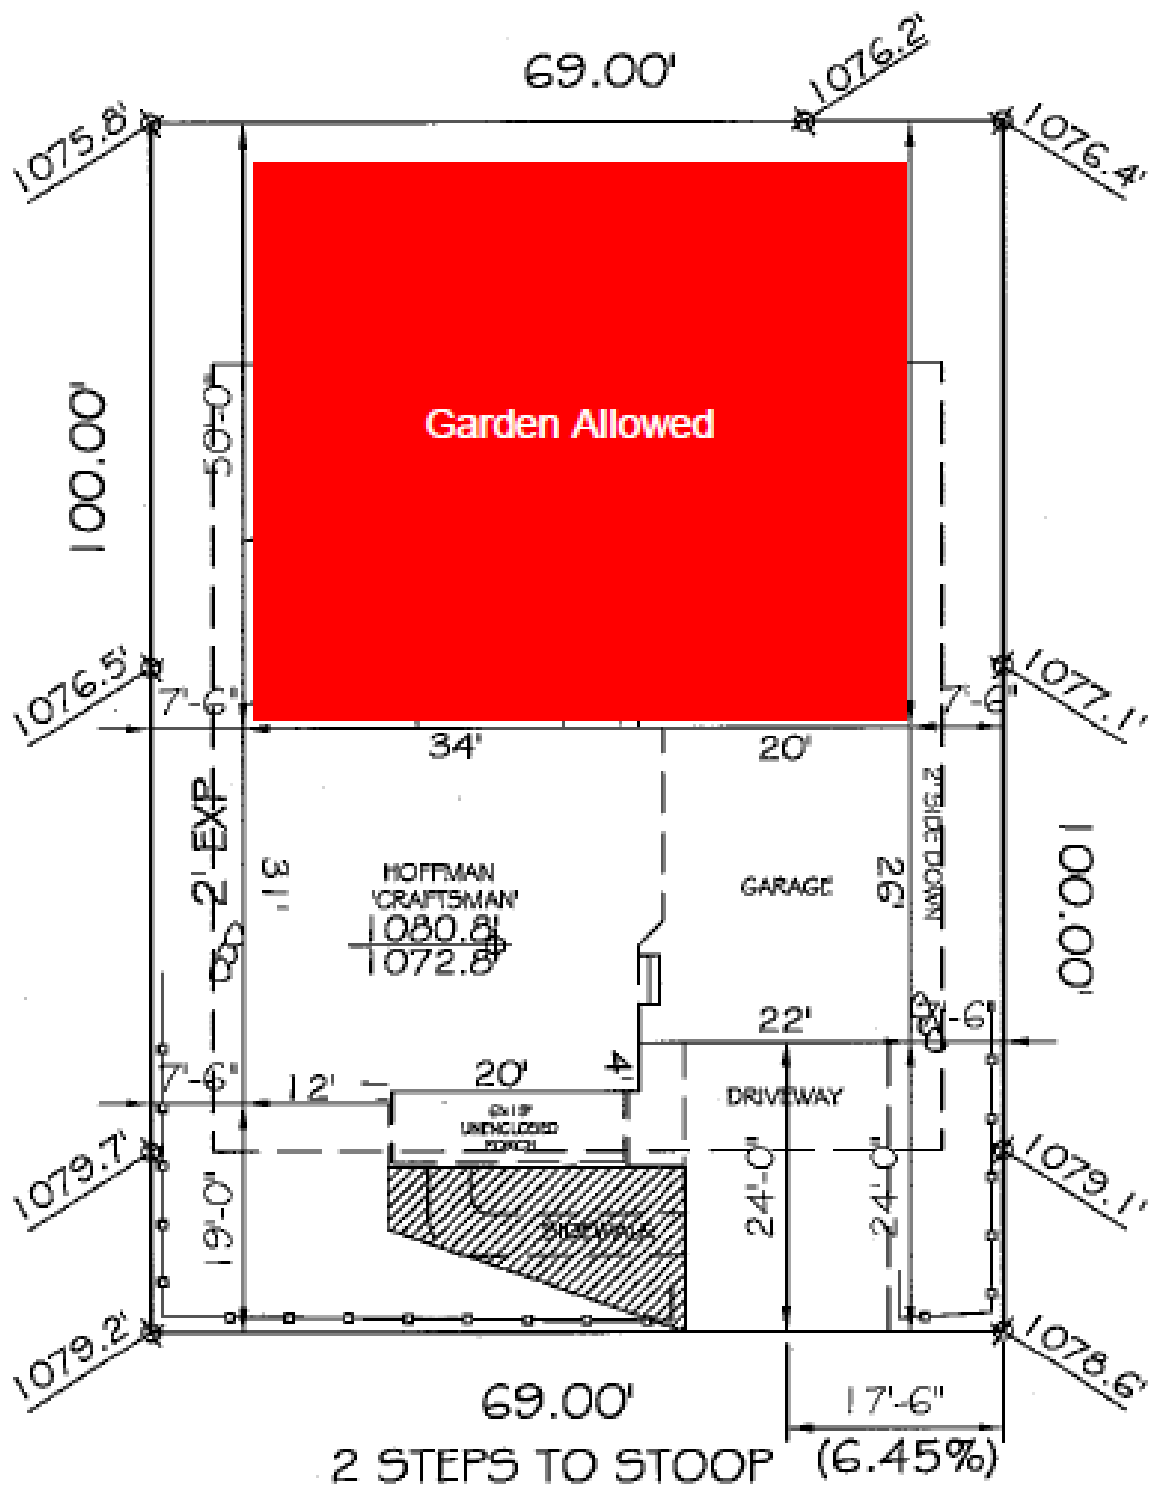 69.00'
1076.2'
1075.8'
1076.4'
Garden Allowed
50'-0"
100.00'
1076.5'
1077.1'
7'-6"
7'-6"
34'
20'
2' EXP
31'
HOFFMAN
'CRAFTSMAN'
1080.8'
1072.8'
GARAGE
26'
2' SIDE DOWN
100.00'
22'
4'
20'
7'-6"
12'
DRIVEWAY
UNENCLOSED
PORCH
1079.7'
1079.1'
19'-0"
SIDEWALK
24'-0"
24'-0"
1079.2'
1078.6'
69.00'
17'-6"
2 STEPS TO STOOP
(6.45%)